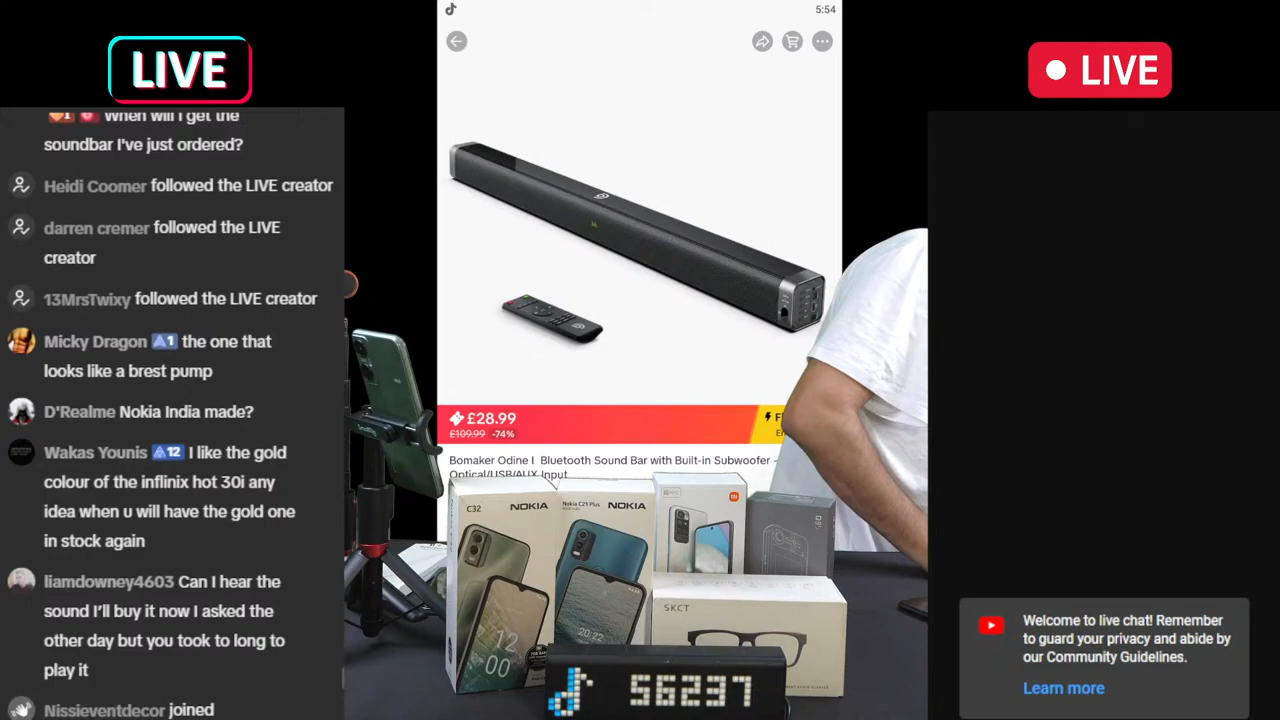 LIVE
When will I get the
soundbar I've just ordered?
Heidi Coomer followed the LIVE creator
darren cremer followed the LIVE
creator
13MrsTwixy followed the LIVE creator
Micky Dragon 1 the one that
looks like a brest pump
D'Realme Nokia India made?
Wakas Younis 12 I like the gold
colour of the inflinix hot 30i any
idea when u will have the gold one
in stock again
liamdowney4603 Can I hear the
sound I'll buy it now I asked the
other day but you took to long to
play it
Nissieventdecor joined
5:54
£28.99
£109.99 -74%
Bomaker Odine I Bluetooth Sound Bar with Built-in Subwoofer -
Optical/USB/AUX Input
C32 NOKIA
12
00
Nokia C21 Plus NOKIA
20:22
SKCT
56237
LIVE
Welcome to live chat! Remember
to guard your privacy and abide by
our Community Guidelines.
Learn more